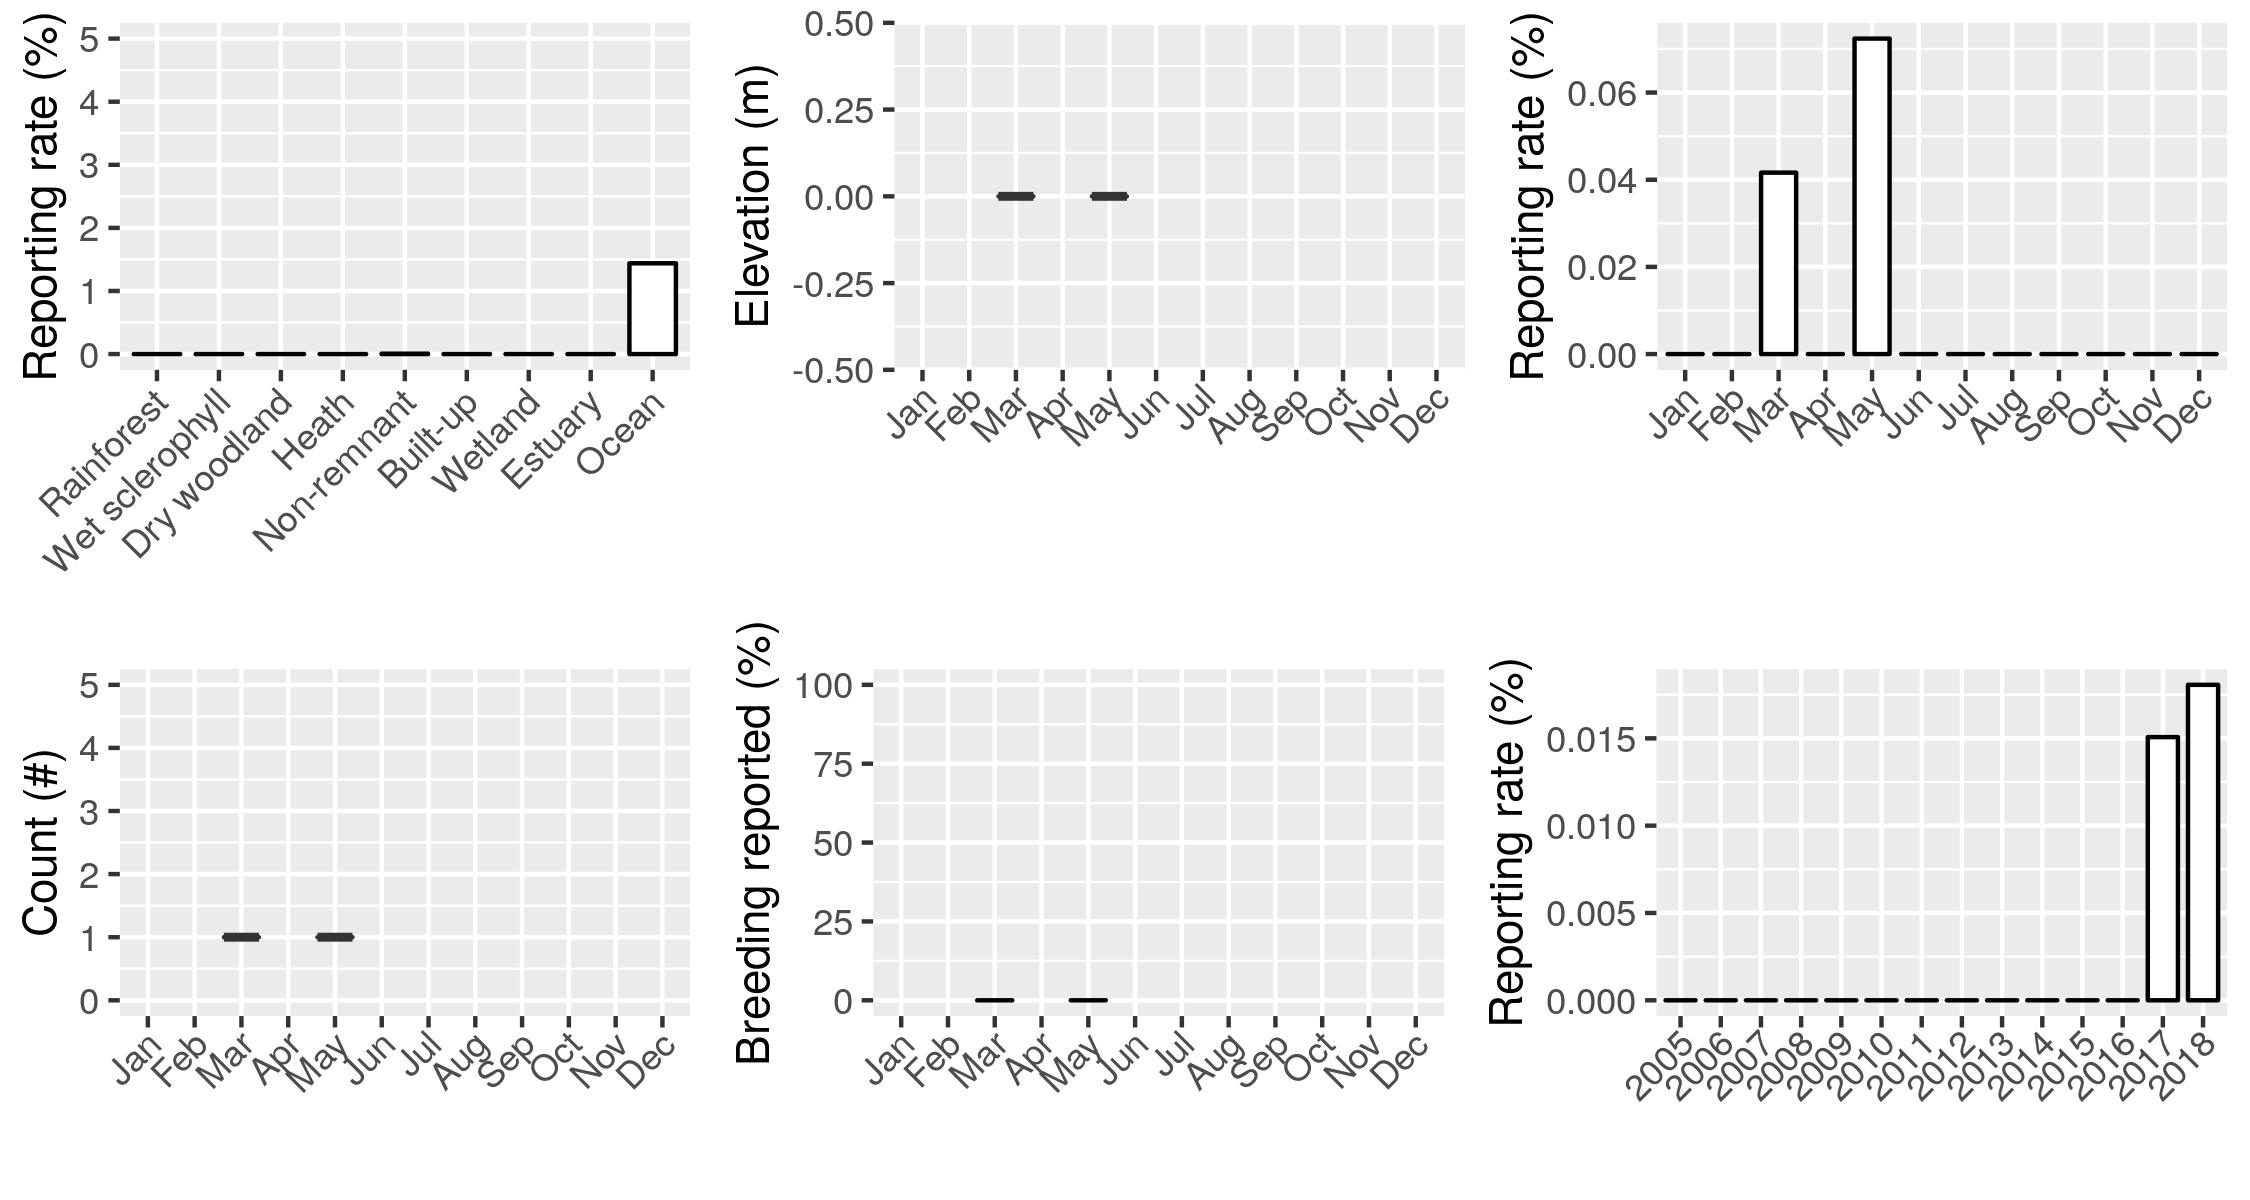 Reporting rate (%)
5
4
3
2
1
0
Rainforest
Wet sclerophyll
Dry woodland
Heath
Non-remnant
Built-up
Wetland
Estuary
Ocean
Elevation (m)
0.50
0.25
0.00
-0.25
-0.50
Jan
Feb
Mar
Apr
May
Jun
Jul
Aug
Sep
Oct
Nov
Dec
Reporting rate (%)
0.06
0.04
0.02
0.00
Jan
Feb
Mar
Apr
May
Jun
Jul
Aug
Sep
Oct
Nov
Dec
Count (#)
5
4
3
2
1
0
Jan
Feb
Mar
Apr
May
Jun
Jul
Aug
Sep
Oct
Nov
Dec
Breeding reported (%)
100
75
50
25
0
Jan
Feb
Mar
Apr
May
Jun
Jul
Aug
Sep
Oct
Nov
Dec
Reporting rate (%)
0.015
0.010
0.005
0.000
2005
2006
2007
2008
2009
2010
2011
2012
2013
2014
2015
2016
2017
2018